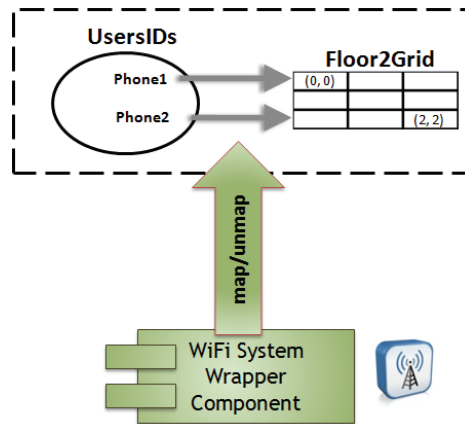 UsersIDs
Floor2Grid
Phone1
(0, 0)
Phone2
(2, 2)
map/unmap
WiFi System
Wrapper
Component